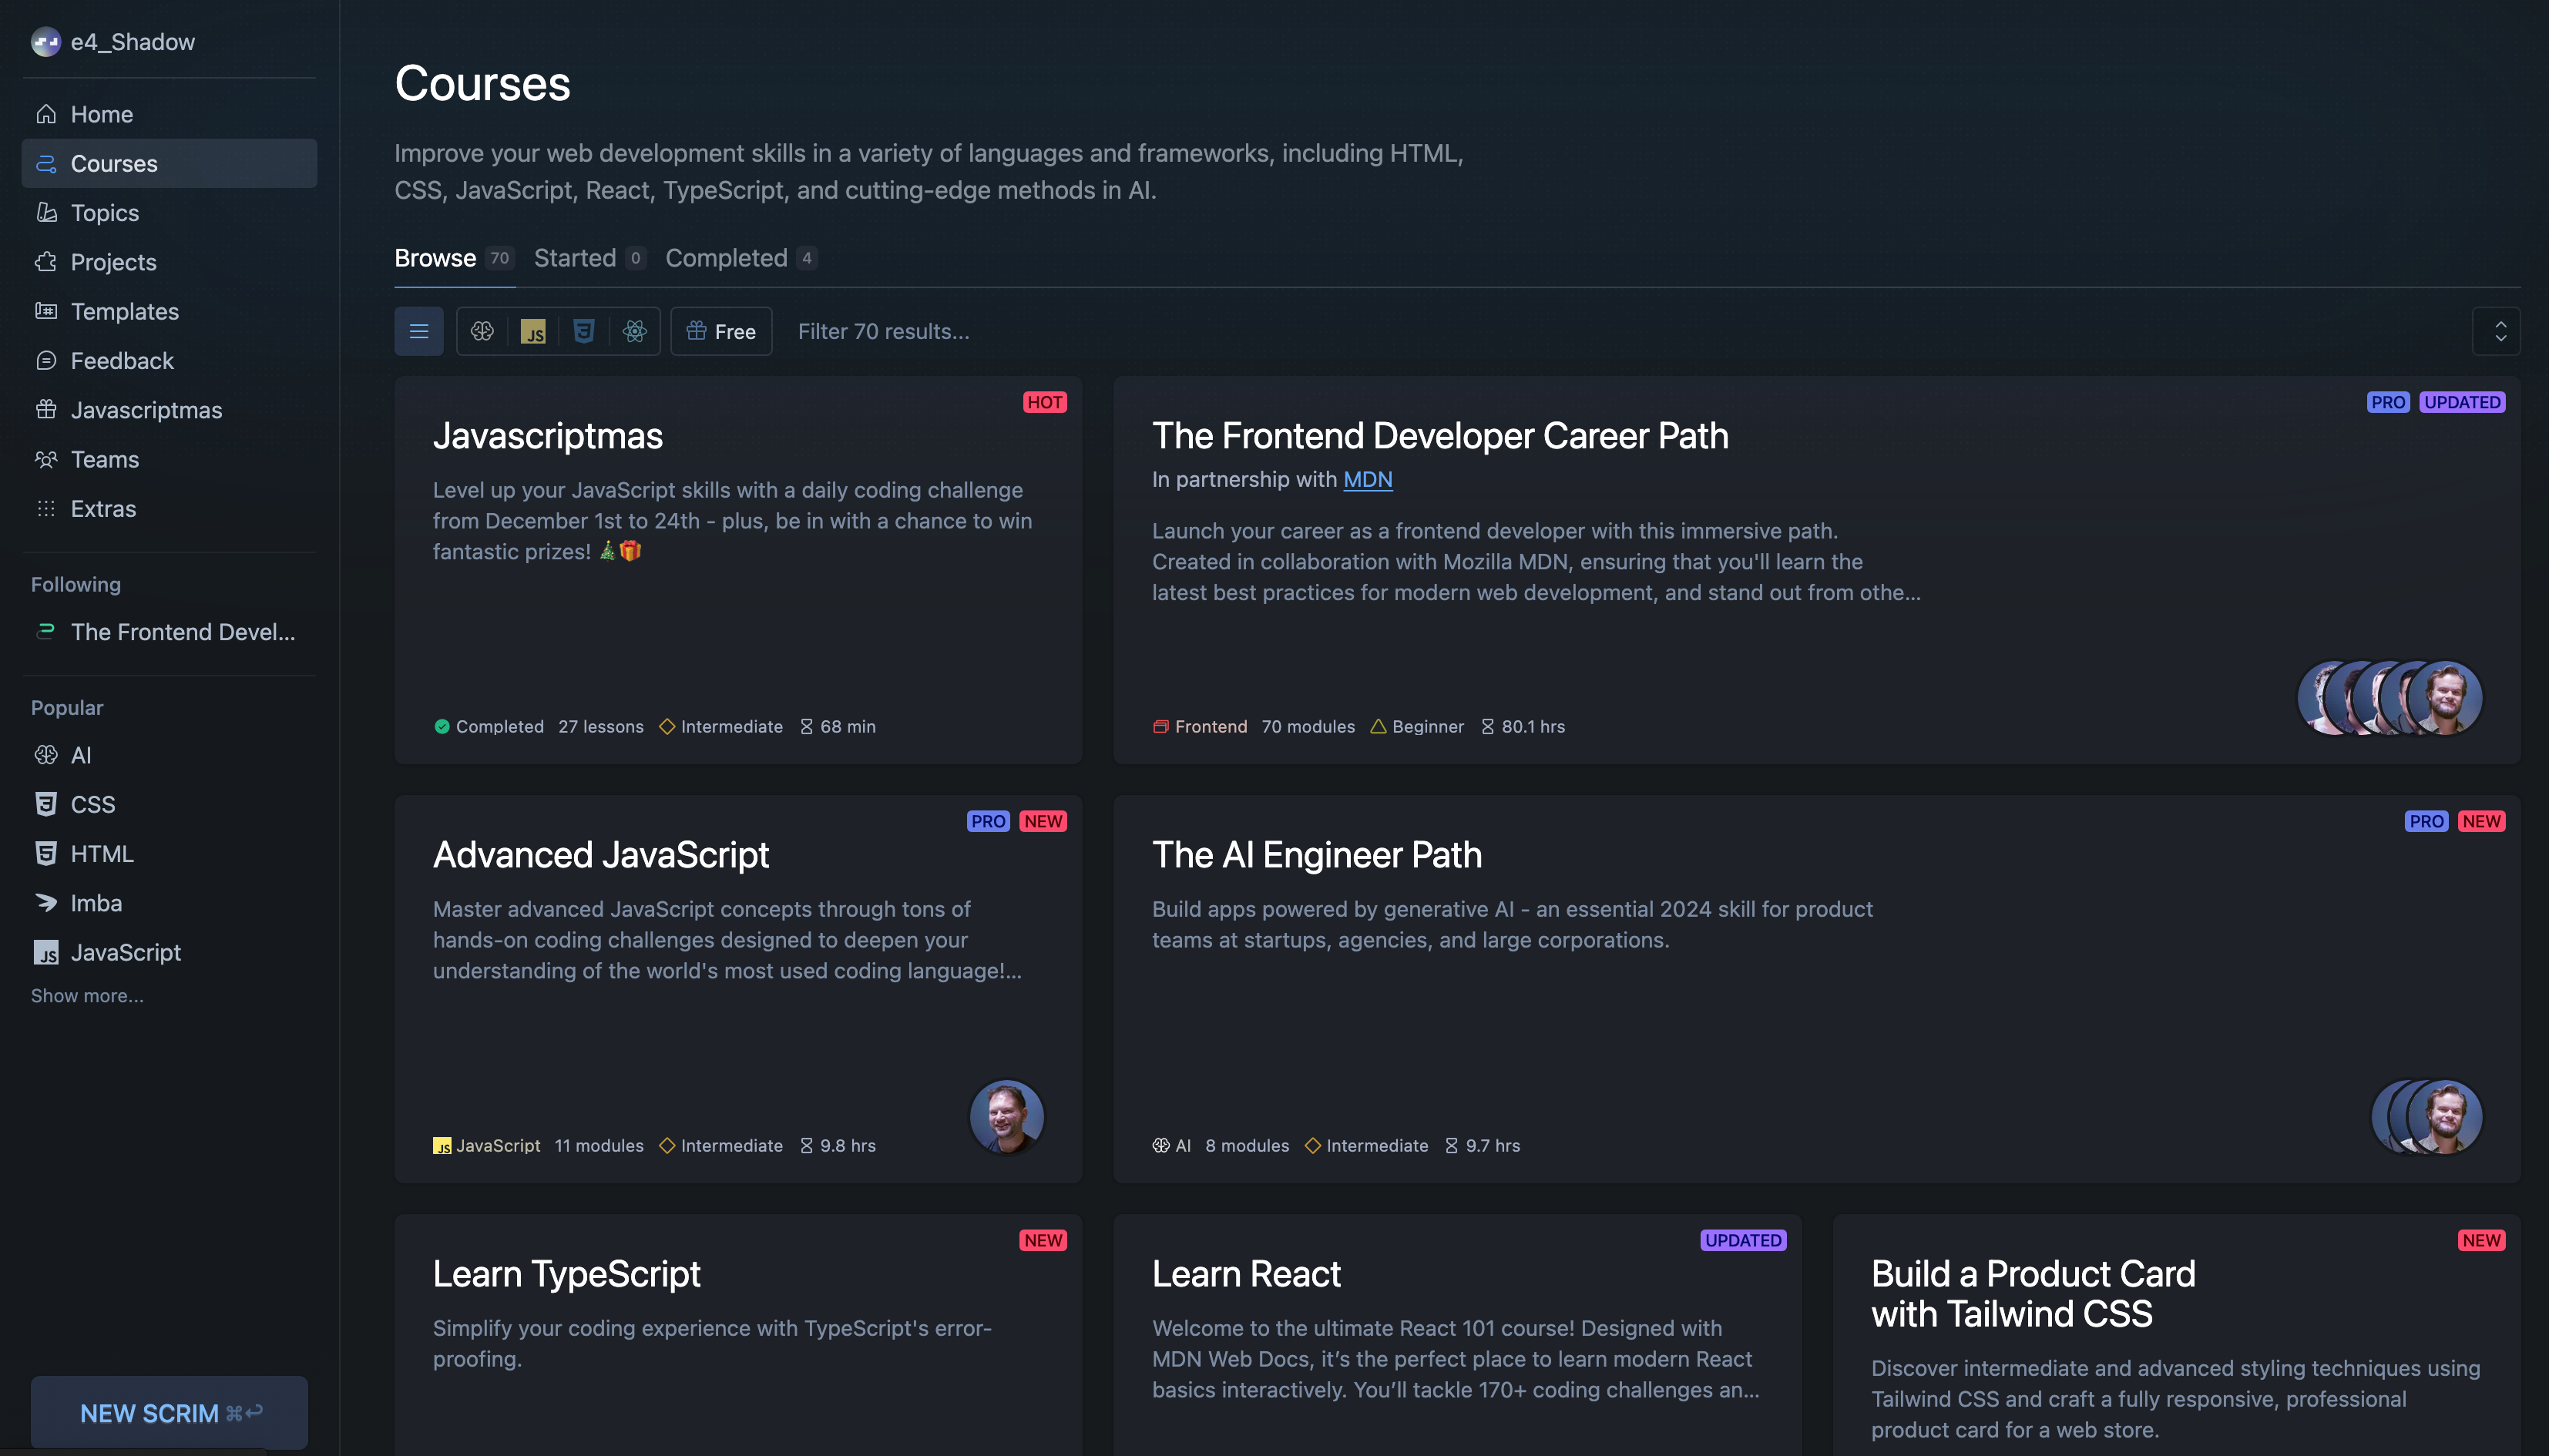 e4_Shadow
Home
Courses
Topics
Projects
Templates
Feedback
Javascriptmas
Teams
Extras
Following
The Frontend Devel...
Popular
AI
CSS
HTML
Imba
JavaScript
Show more...
NEW SCRIM ⌘↩
Courses
Improve your web development skills in a variety of languages and frameworks, including HTML,
CSS, JavaScript, React, TypeScript, and cutting-edge methods in AI.
Browse 70 Started 0 Completed 4
JS Free Filter 70 results...
HOT
Javascriptmas
Level up your JavaScript skills with a daily coding challenge
from December 1st to 24th - plus, be in with a chance to win
fantastic prizes! 🎄🎁
Completed 27 lessons Intermediate 68 min
PRO UPDATED
The Frontend Developer Career Path
In partnership with MDN
Launch your career as a frontend developer with this immersive path.
Created in collaboration with Mozilla MDN, ensuring that you'll learn the
latest best practices for modern web development, and stand out from othe...
Frontend 70 modules Beginner 80.1 hrs
PRO NEW
Advanced JavaScript
Master advanced JavaScript concepts through tons of
hands-on coding challenges designed to deepen your
understanding of the world's most used coding language!...
JS JavaScript 11 modules Intermediate 9.8 hrs
PRO NEW
The AI Engineer Path
Build apps powered by generative AI - an essential 2024 skill for product
teams at startups, agencies, and large corporations.
AI 8 modules Intermediate 9.7 hrs
NEW
Learn TypeScript
Simplify your coding experience with TypeScript's error-
proofing.
UPDATED
Learn React
Welcome to the ultimate React 101 course! Designed with
MDN Web Docs, it’s the perfect place to learn modern React
basics interactively. You’ll tackle 170+ coding challenges an...
NEW
Build a Product Card
with Tailwind CSS
Discover intermediate and advanced styling techniques using
Tailwind CSS and craft a fully responsive, professional
product card for a web store.